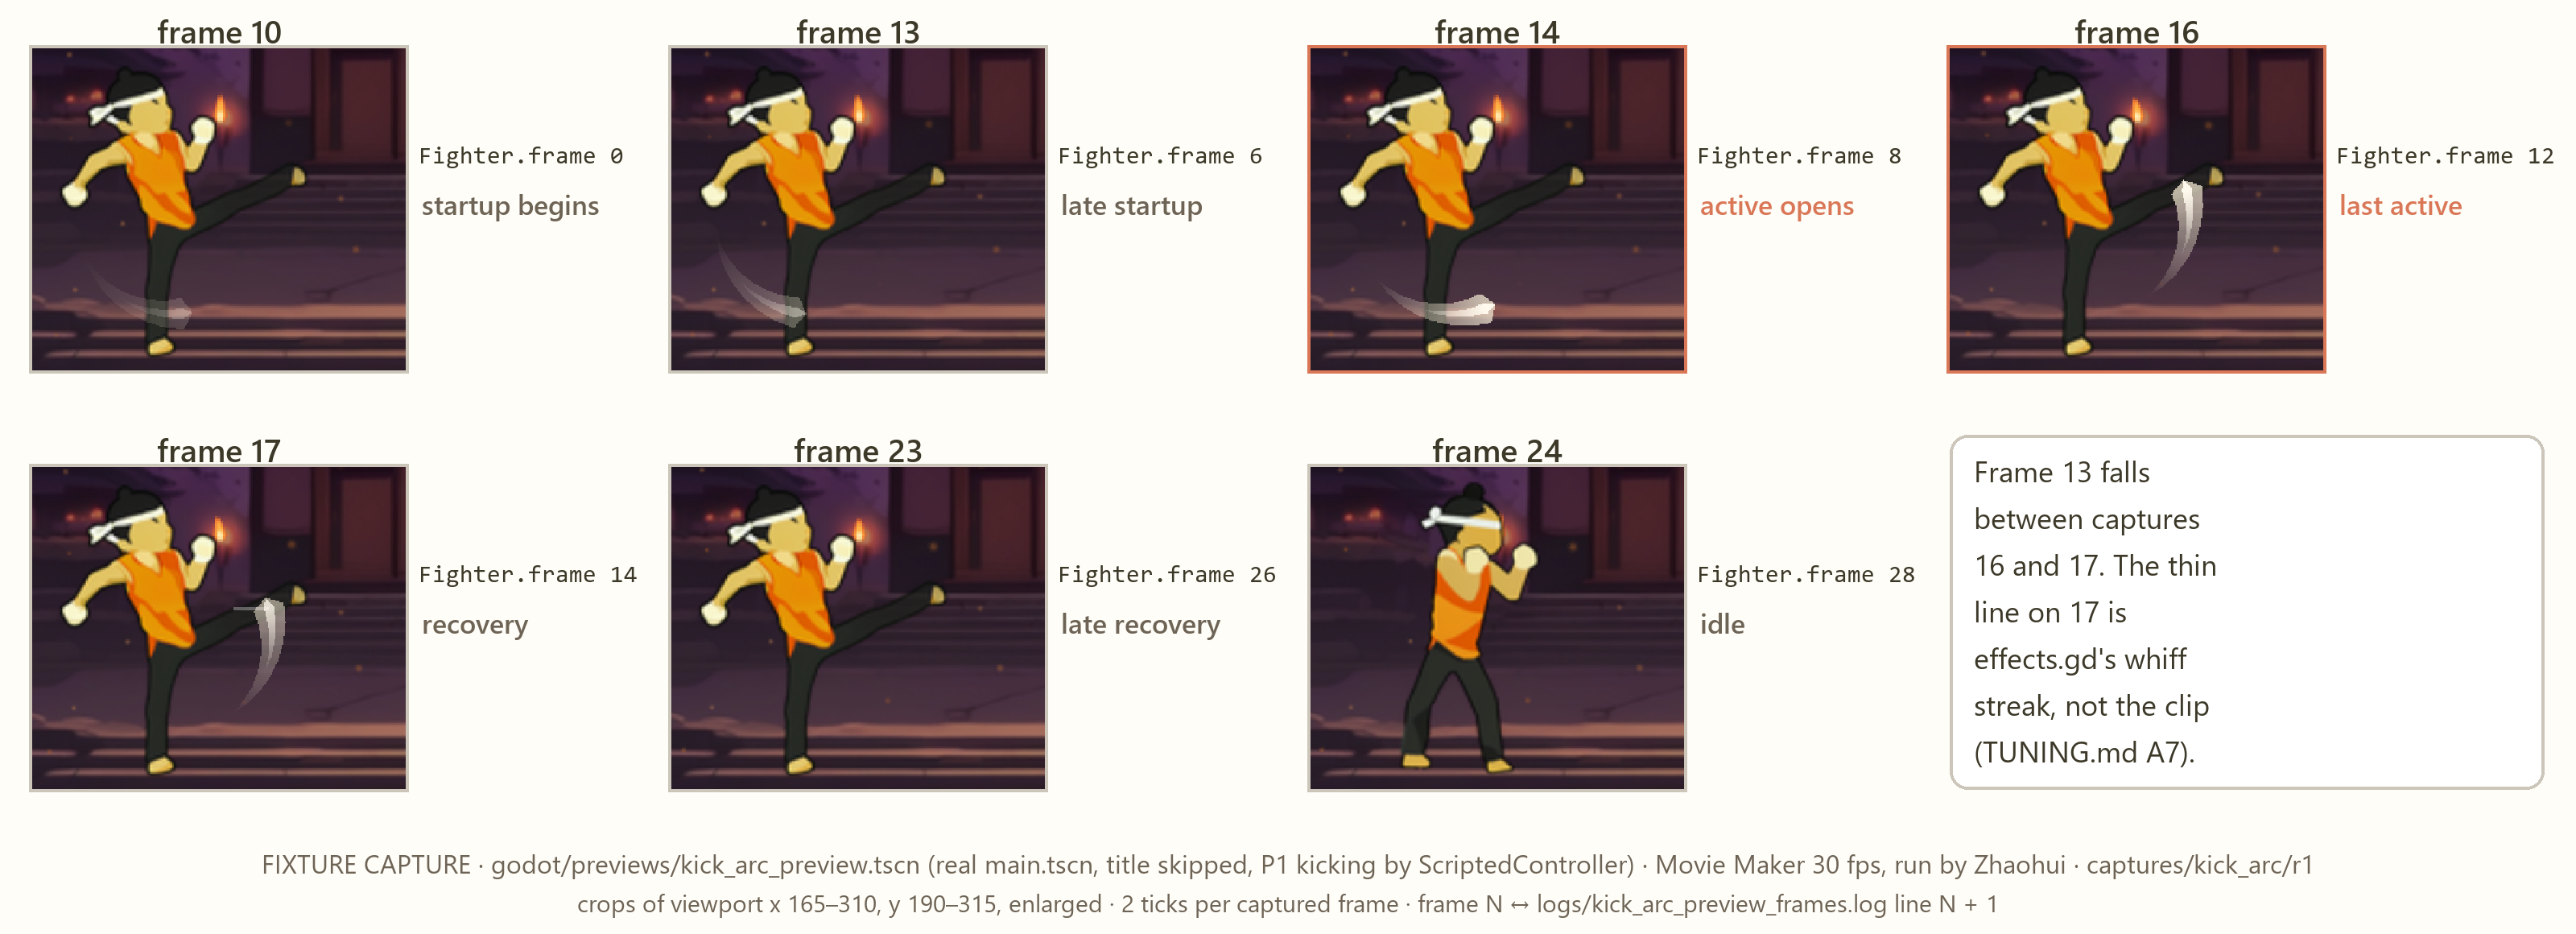 frame 10
Fighter.frame 0
startup begins
frame 13
Fighter.frame 6
late startup
frame 14
Fighter.frame 8
active opens
frame 16
Fighter.frame 12
last active
frame 17
Fighter.frame 14
recovery
frame 23
Fighter.frame 26
late recovery
frame 24
Fighter.frame 28
idle
Frame 13 falls
between captures
16 and 17. The thin
line on 17 is
effects.gd's whiff
streak, not the clip
(TUNING.md A7).
FIXTURE CAPTURE · godot/previews/kick_arc_preview.tscn (real main.tscn, title skipped, P1 kicking by ScriptedController) · Movie Maker 30 fps, run by Zhaohui · captures/kick_arc/r1
crops of viewport x 165–310, y 190–315, enlarged · 2 ticks per captured frame · frame N ↔ logs/kick_arc_preview_frames.log line N + 1